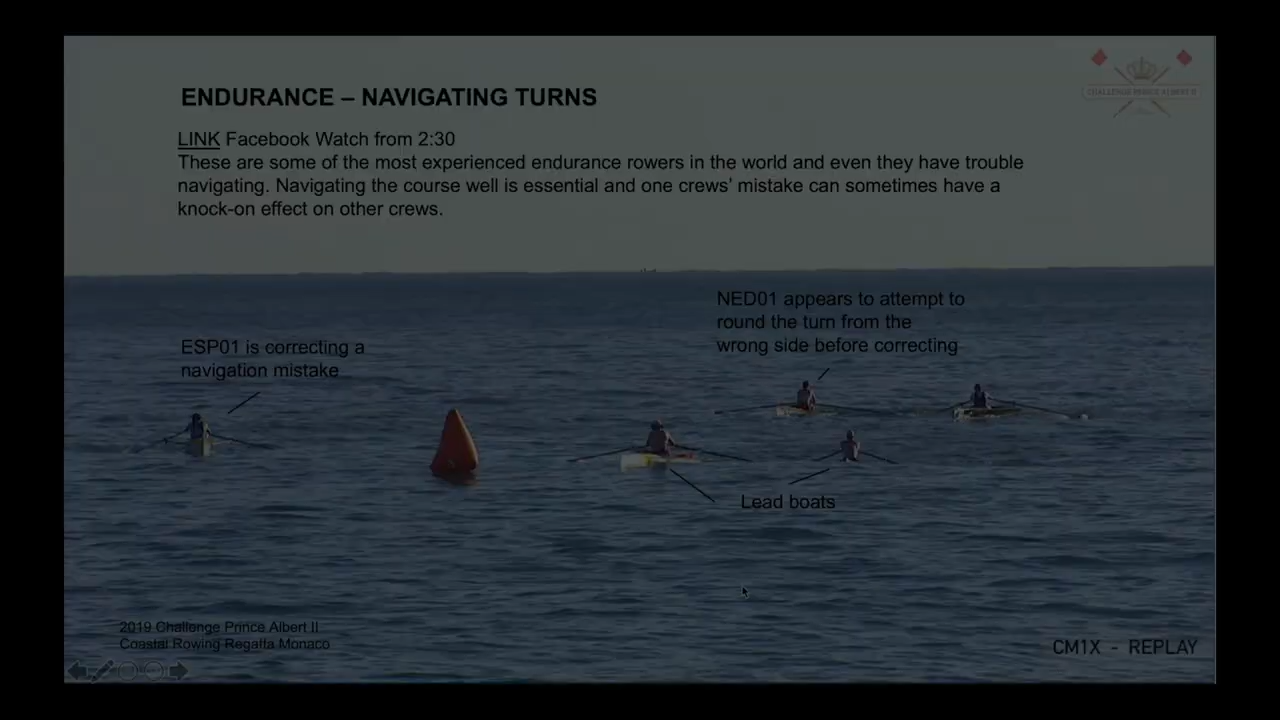 ENDURANCE – NAVIGATING TURNS
CHALLENGE PRINCE ALBERT II
LINK Facebook Watch from 2:30
These are some of the most experienced endurance rowers in the world and even they have trouble
navigating. Navigating the course well is essential and one crews’ mistake can sometimes have a
knock-on effect on other crews.
NED01 appears to attempt to
round the turn from the
wrong side before correcting
ESP01 is correcting a
navigation mistake
Lead boats
2019 Challenge Prince Albert II
Coastal Rowing Regatta Monaco
CM1X - REPLAY